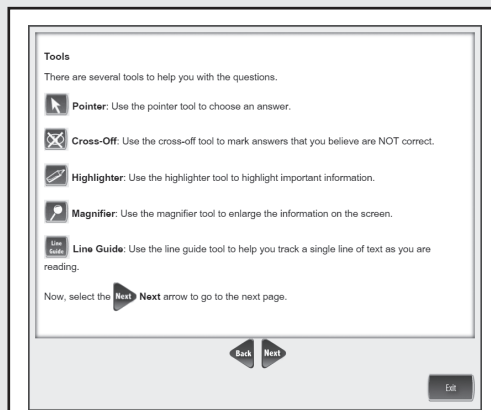 Tools
There are several tools to help you with the questions.
Pointer: Use the pointer tool to choose an answer.
Cross-Off: Use the cross-off tool to mark answers that you believe are NOT correct.
Highlighter: Use the highlighter tool to highlight important information.
Magnifier: Use the magnifier tool to enlarge the information on the screen.
Line Guide Line Guide: Use the line guide tool to help you track a single line of text as you are
reading.
Now, select the Next Next arrow to go to the next page.
Back Next
Exit